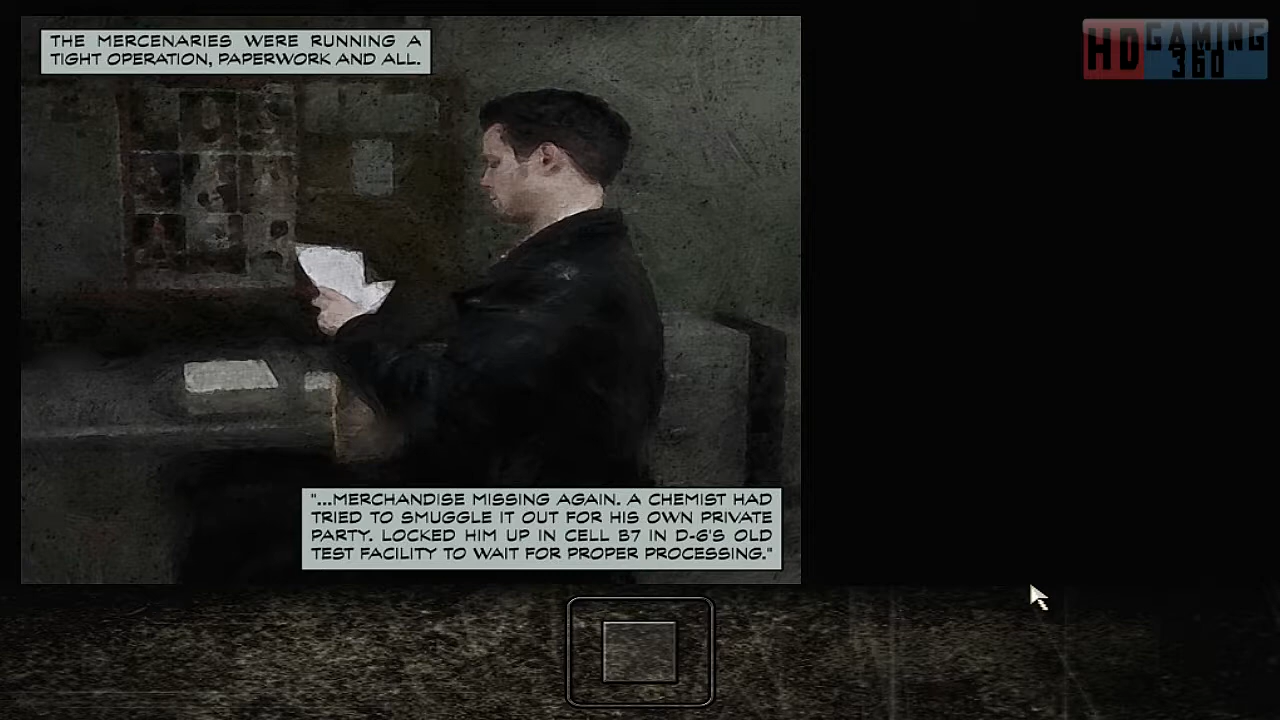 THE MERCENARIES WERE RUNNING A
TIGHT OPERATION, PAPERWORK AND ALL.
HD GAMING
360
"...MERCHANDISE MISSING AGAIN. A CHEMIST HAD
TRIED TO SMUGGLE IT OUT FOR HIS OWN PRIVATE
PARTY. LOCKED HIM UP IN CELL B7 IN D-6'S OLD
TEST FACILITY TO WAIT FOR PROPER PROCESSING."